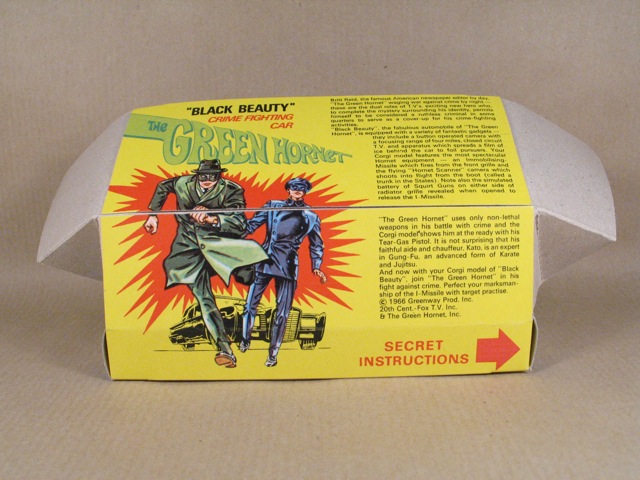 "BLACK BEAUTY"
CRIME FIGHTING
CAR
THE GREEN HORNET
Britt Reid, the famous American newspaper editor by day,
"The Green Hornet" waging war against crime by night —
these are the dual roles of T.V's. exciting new hero who,
to complete the mystery surrounding his identity, permits
himself to be considered a ruthless criminal in some
quarters to serve as a cover-up for his crime-fighting
activities.
"Black Beauty", the fabulous automobile of "The Green
Hornet", is equipped with a variety of fantastic gadgets —
they include a button operated camera with
a focusing range of four miles, closed circuit
T.V. and apparatus which spreads a film of
ice behind the car to foil pursuers. Your
Corgi model features the most spectacular
Hornet equipment — an Immobilising-
Missile which fires from the front grille and
the flying "Hornet Scanner" camera which
shoots into flight from the boot (called a
trunk in the States). Note also the simulated
battery of Squirt Guns on either side of
radiator grille revealed when opened to
release the I-Missile.
"The Green Hornet" uses only non-lethal
weapons in his battle with crime and the
Corgi model shows him at the ready with his
Tear-Gas Pistol. It is not surprising that his
faithful aide and chauffeur, Kato, is an expert
in Gung-Fu, an advanced form of Karate
and Jujitsu.
And now with your Corgi model of "Black
Beauty", join "The Green Hornet" in his
fight against crime. Perfect your marksman-
ship of the I-Missile with target practise.
© 1966 Greenway Prod. Inc.
20th Cent.-Fox T.V. Inc.
& The Green Hornet, Inc.
SECRET
INSTRUCTIONS